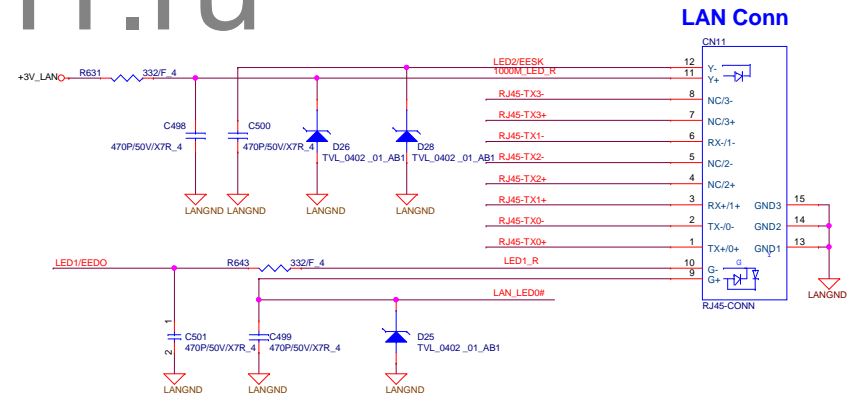 LAN Conn
CN11
+3V_LAN
R631
332/F_4
LED2/EESK
1000M_LED_R
RJ45-TX3-
RJ45-TX3+
RJ45-TX1-
RJ45-TX2-
RJ45-TX2+
RJ45-TX1+
RJ45-TX0-
RJ45-TX0+
12
11
8
7
6
5
4
3
2
1
10
9
Y-
Y+
NC/3-
NC/3+
RX-/1-
NC/2-
NC/2+
RX+/1+
TX-/0-
TX+/0+
G-
G+
GND3
GND2
GND1
15
14
13
LANGND
RJ45-CONN
C498
470P/50V/X7R_4
C500
470P/50V/X7R_4
D26
TVL_0402 _01_AB1
D28
TVL_0402 _01_AB1
LANGND
LANGND
LANGND
LANGND
LED1/EEDO
R643
332/F_4
LED1_R
LAN_LED0#
1
2
C501
470P/50V/X7R_4
C499
470P/50V/X7R_4
D25
TVL_0402 _01_AB1
LANGND
LANGND
LANGND